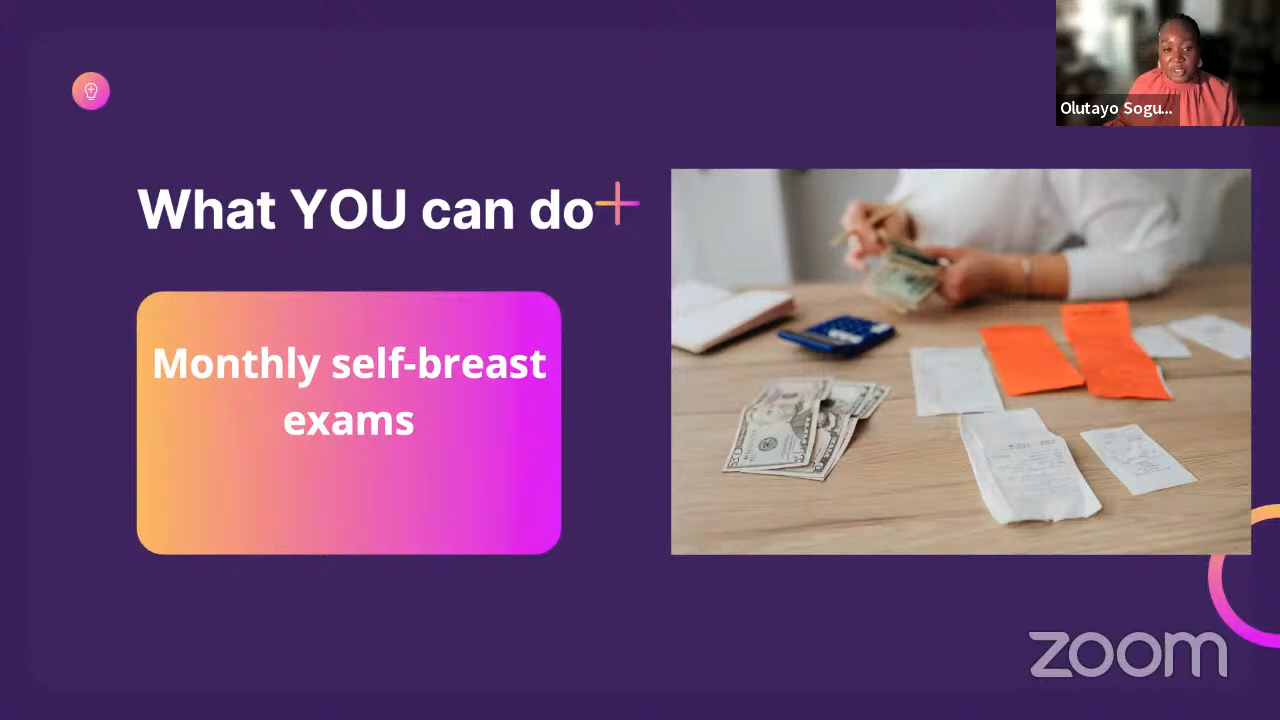 Olutayo Sogu...
What YOU can do
Monthly self-breast
exams
zoom